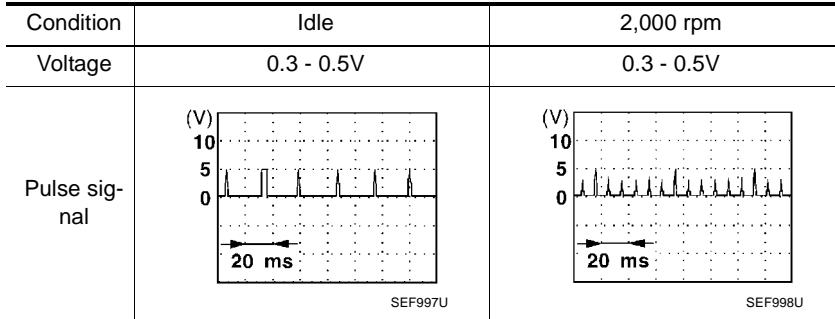 Condition Idle 2,000 rpm
Voltage 0.3 - 0.5V 0.3 - 0.5V
Pulse sig-
nal
(V)
10
5
0
20 ms
SEF997U
(V)
10
5
0
20 ms
SEF998U